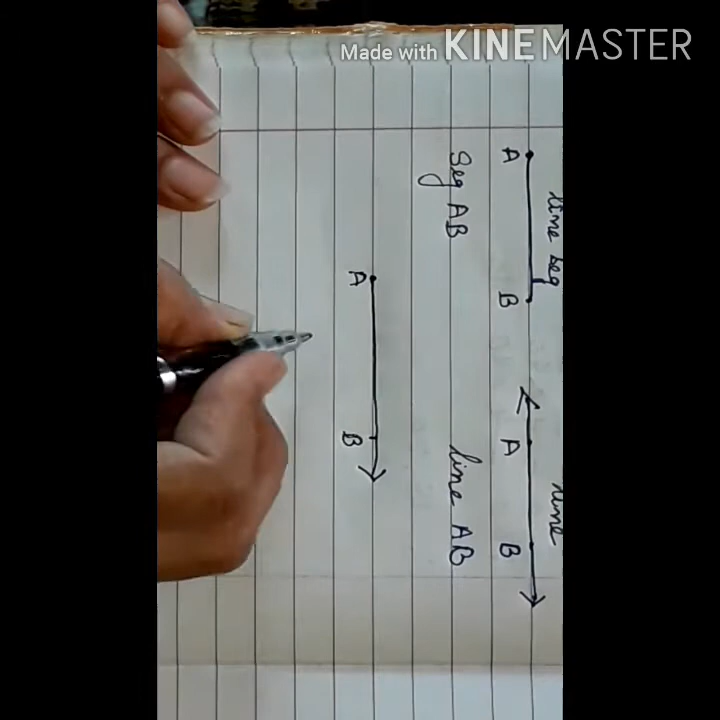 Made with KINEMASTER
line seg
line
A B
A B
Seg AB
line AB
A B